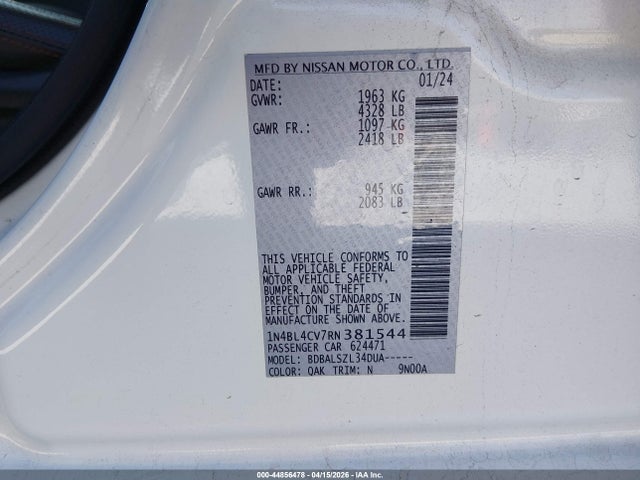 MFD BY NISSAN MOTOR CO., LTD.
DATE: 01/24
GVWR: 1963 KG
4328 LB
GAWR FR.: 1097 KG
2418 LB
GAWR RR.: 945 KG
2083 LB
THIS VEHICLE CONFORMS TO
ALL APPLICABLE FEDERAL
MOTOR VEHICLE SAFETY,
BUMPER, AND THEFT
PREVENTION STANDARDS IN
EFFECT ON THE DATE OF
MANUFACTURE SHOWN ABOVE.
1N4BL4CV7RN381544
PASSENGER CAR 624471
MODEL: BDBALSZL34DUA-----
COLOR: QAK TRIM: N 9N00A
000-44856478 - 04/15/2026 - IAAI, Inc.